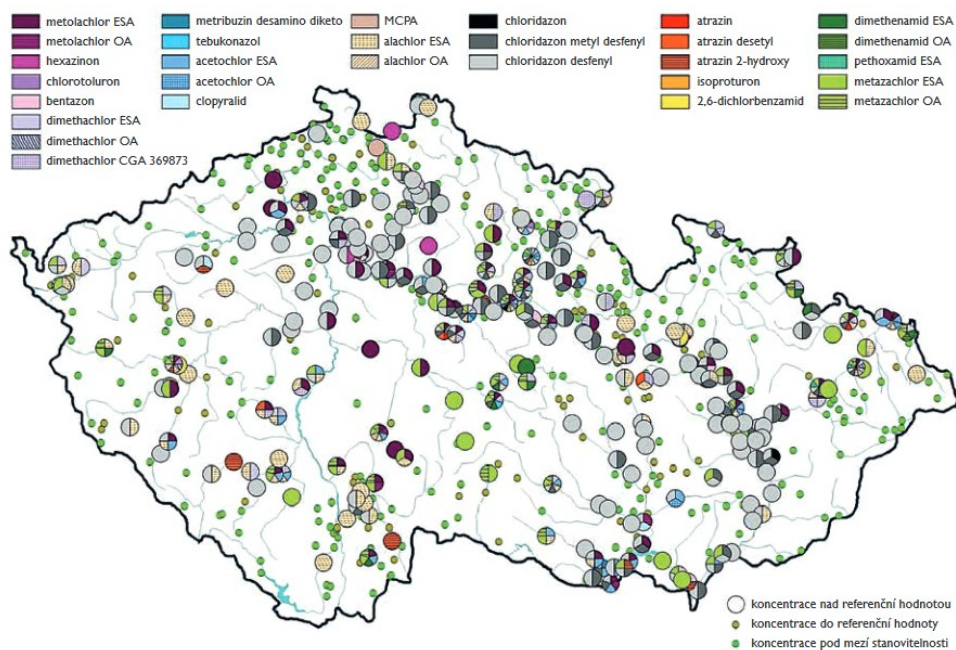 metolachlor ESA
metolachlor OA
hexazinon
chlorotoluron
bentazon
dimethachlor ESA
dimethachlor OA
dimethachlor CGA 369873
metribuzin desamino diketo
tebukonazol
acetochlor ESA
acetochlor OA
clopyralid
MCPA
alachlor ESA
alachlor OA
chloridazon
chloridazon metyl desfenyl
chloridazon desfenyl
atrazin
atrazin desetyl
atrazin 2-hydroxy
isoproturon
2,6-dichlorbenzamid
dimethenamid ESA
dimethenamid OA
pethoxamid ESA
metazachlor ESA
metazachlor OA
koncentrace nad referenční hodnotou
koncentrace do referenční hodnoty
koncentrace pod mezí stanovitelnosti